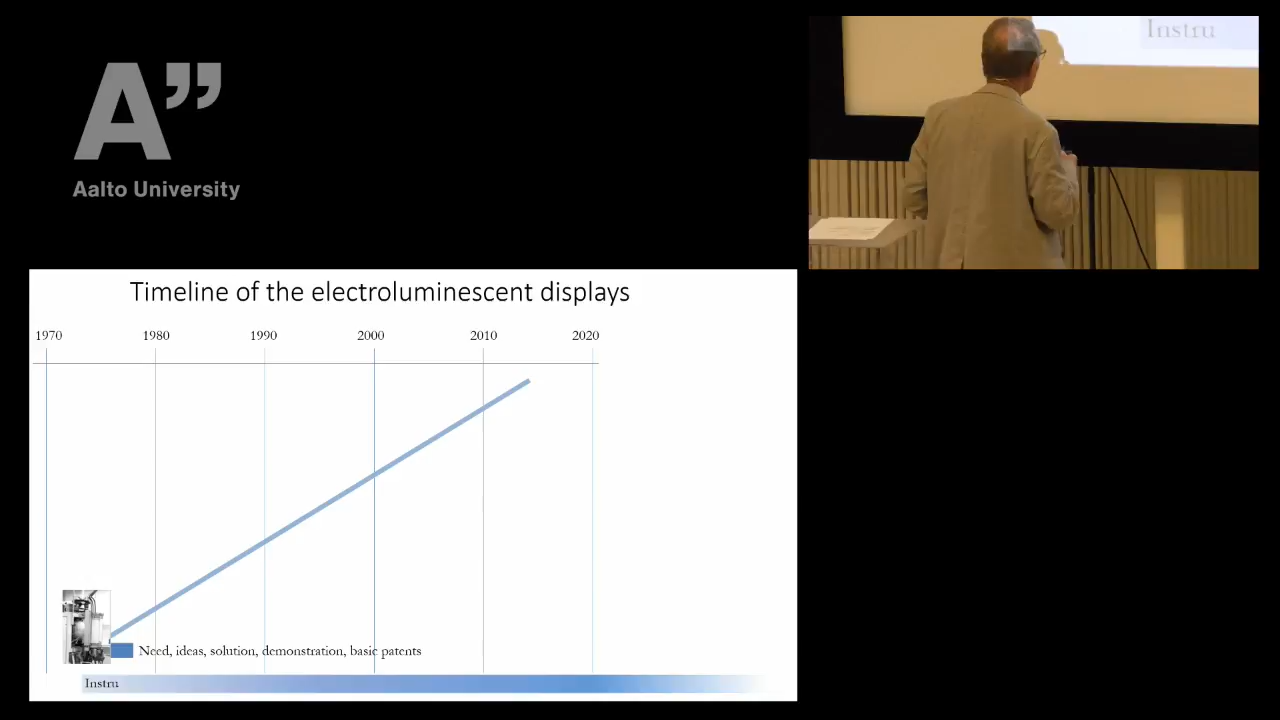 A”
Aalto University
Instru
Timeline of the electroluminescent displays
1970 1980 1990 2000 2010 2020
Need, ideas, solution, demonstration, basic patents
Instru